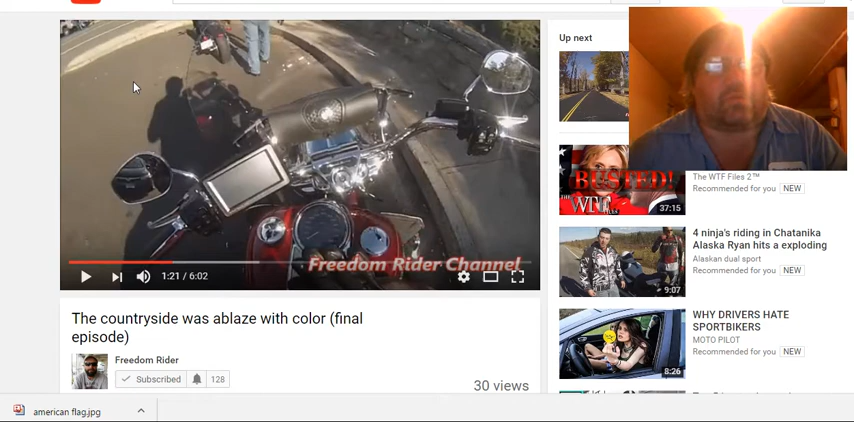 Freedom Rider Channel
1:21 / 6:02
The countryside was ablaze with color (final
episode)
Freedom Rider
Subscribed
128
30 views
Up next
BUSTED!
THE
WTF FILES
37:15
The WTF Files 2™
Recommended for you NEW
4 ninja's riding in Chatanika
Alaska Ryan hits a exploding
Alaskan dual sport
Recommended for you NEW
9:07
WHY DRIVERS HATE
SPORTBIKERS
MOTO PILOT
Recommended for you NEW
8:26
american flag.jpg